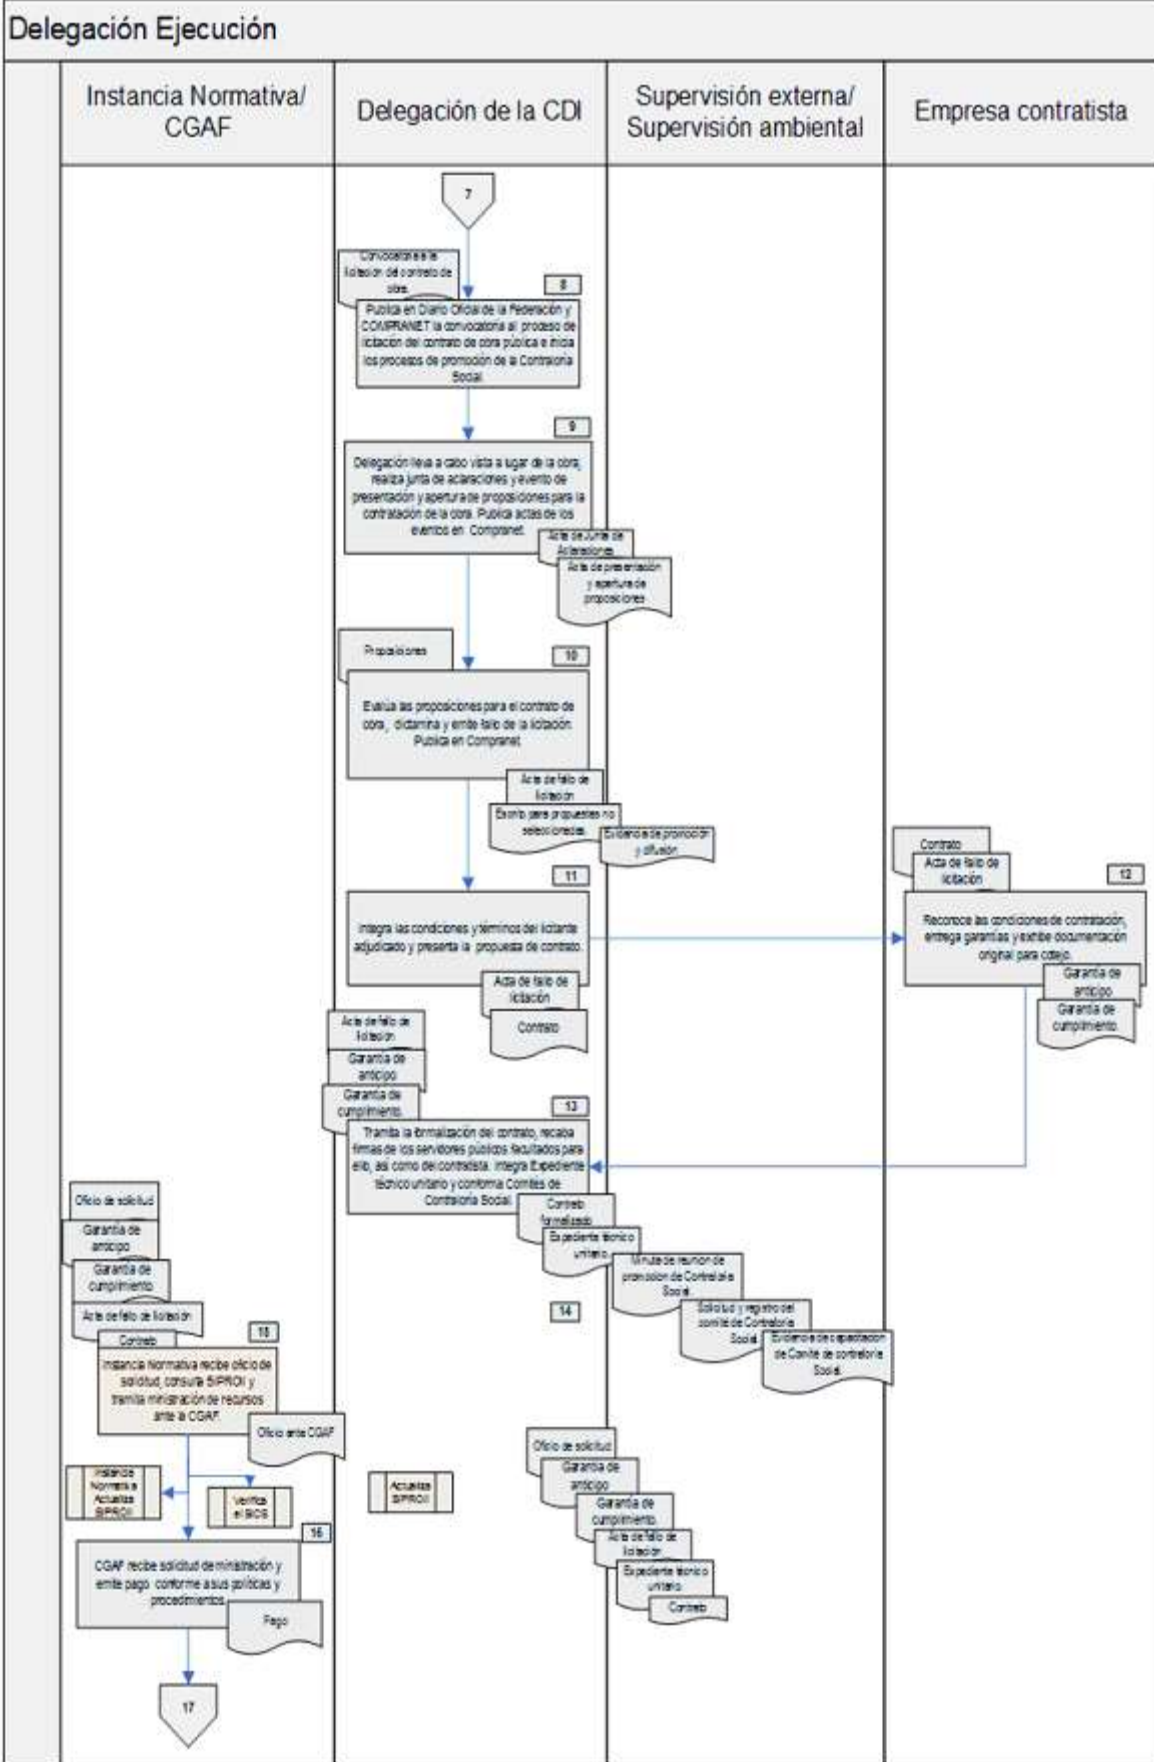 Delegación Ejecución
Instancia Normativa/
CGAF
Delegación de la CDI
Supervisión externa/
Supervisión ambiental
Empresa contratista
7
Convocatoria a la
licitación del contrato de
obra.
8
Publica en Diario Oficial de la Federación y
COMPRANET la convocatoria al proceso de
licitación del contrato de obra pública e inicia
los procesos de promoción de la Contraloría
Social.
9
Delegación lleva a cabo visita a lugar de la obra,
realiza junta de aclaraciones y evento de
presentación y apertura de proposiciones para la
contratación de la obra. Publica actas de los
eventos en Compranet.
Acta de Junta de
Aclaraciones.
Acta de presentación
y apertura de
proposiciones
Proposiciones
10
Evalúa las proposiciones para el contrato de
obra, dictamina y emite fallo de la licitación.
Publica en Compranet.
Acta de fallo de
licitación
Escrito para propuestas no
seleccionadas.
Evidencia de promoción
y difusión
11
Integra las condiciones y términos del licitante
adjudicado y presenta la propuesta de contrato.
Acta de fallo de
licitación
Contrato
Contrato
Acta de fallo de
licitación
12
Reconoce las condiciones de contratación,
entrega garantías y exhibe documentación
original para cotejo.
Garantía de
anticipo
Garantía de
cumplimiento.
Acta de fallo de
licitación
Garantía de
anticipo
Garantía de
cumplimiento.
13
Tramita la formalización del contrato, recaba
firmas de los servidores públicos facultados para
ello, así como del contratista. Integra Expediente
técnico unitario y conforma Comités de
Contraloría Social.
Contrato
formalizado
Expediente técnico
unitario.
Minuta de reunión de
promoción de Contraloría
Social.
Solicitud y registro del
comité de Contraloría
Social.
Evidencia de capacitación
de Comité de contraloría
Social.
14
Oficio de solicitud
Garantía de
anticipo
Garantía de
cumplimiento
Acta de fallo de licitación
Contrato
15
Instancia Normativa recibe oficio de
solicitud, consulta SIPROII y
tramita ministración de recursos
ante la CGAF.
Oficio ante CGAF
Instancia
Normativa
Actualiza
SIPROII
Verifica
el SICS
Actualiza
SIPROII
Oficio de solicitud
Garantía de
anticipo
Garantía de
cumplimiento.
Acta de fallo de
licitación.
Expediente técnico
unitario
Contrato
16
CGAF recibe solicitud de ministración y
emite pago conforme a sus políticas y
procedimientos.
Pago
17